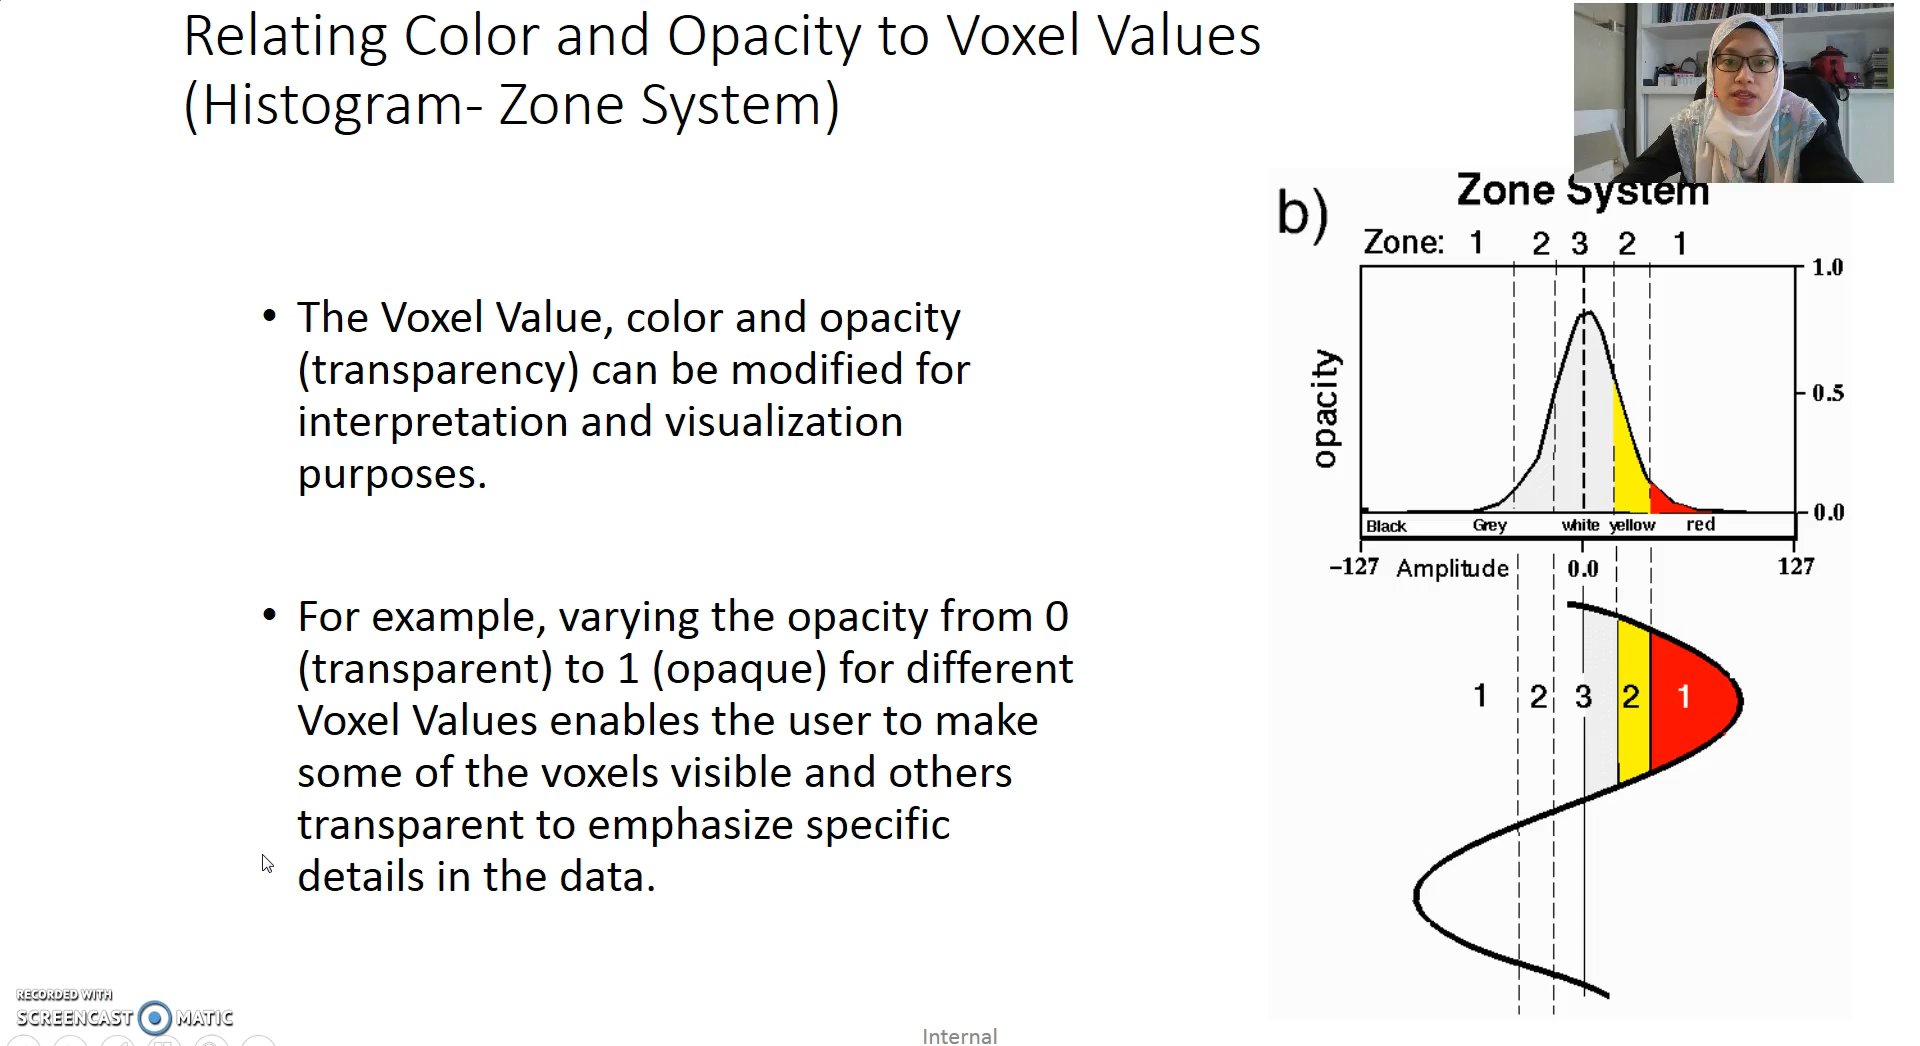 Relating Color and Opacity to Voxel Values
(Histogram- Zone System)
• The Voxel Value, color and opacity
(transparency) can be modified for
interpretation and visualization
purposes.
• For example, varying the opacity from 0
(transparent) to 1 (opaque) for different
Voxel Values enables the user to make
some of the voxels visible and others
transparent to emphasize specific
details in the data.
b)
Zone System
Zone: 1 2 3 2 1
1.0
opacity
0.5
0.0
Black Grey white yellow red
-127 Amplitude 0.0 127
1 2 3 2 1
RECORDED WITH
SCREENCAST MATIC
Internal